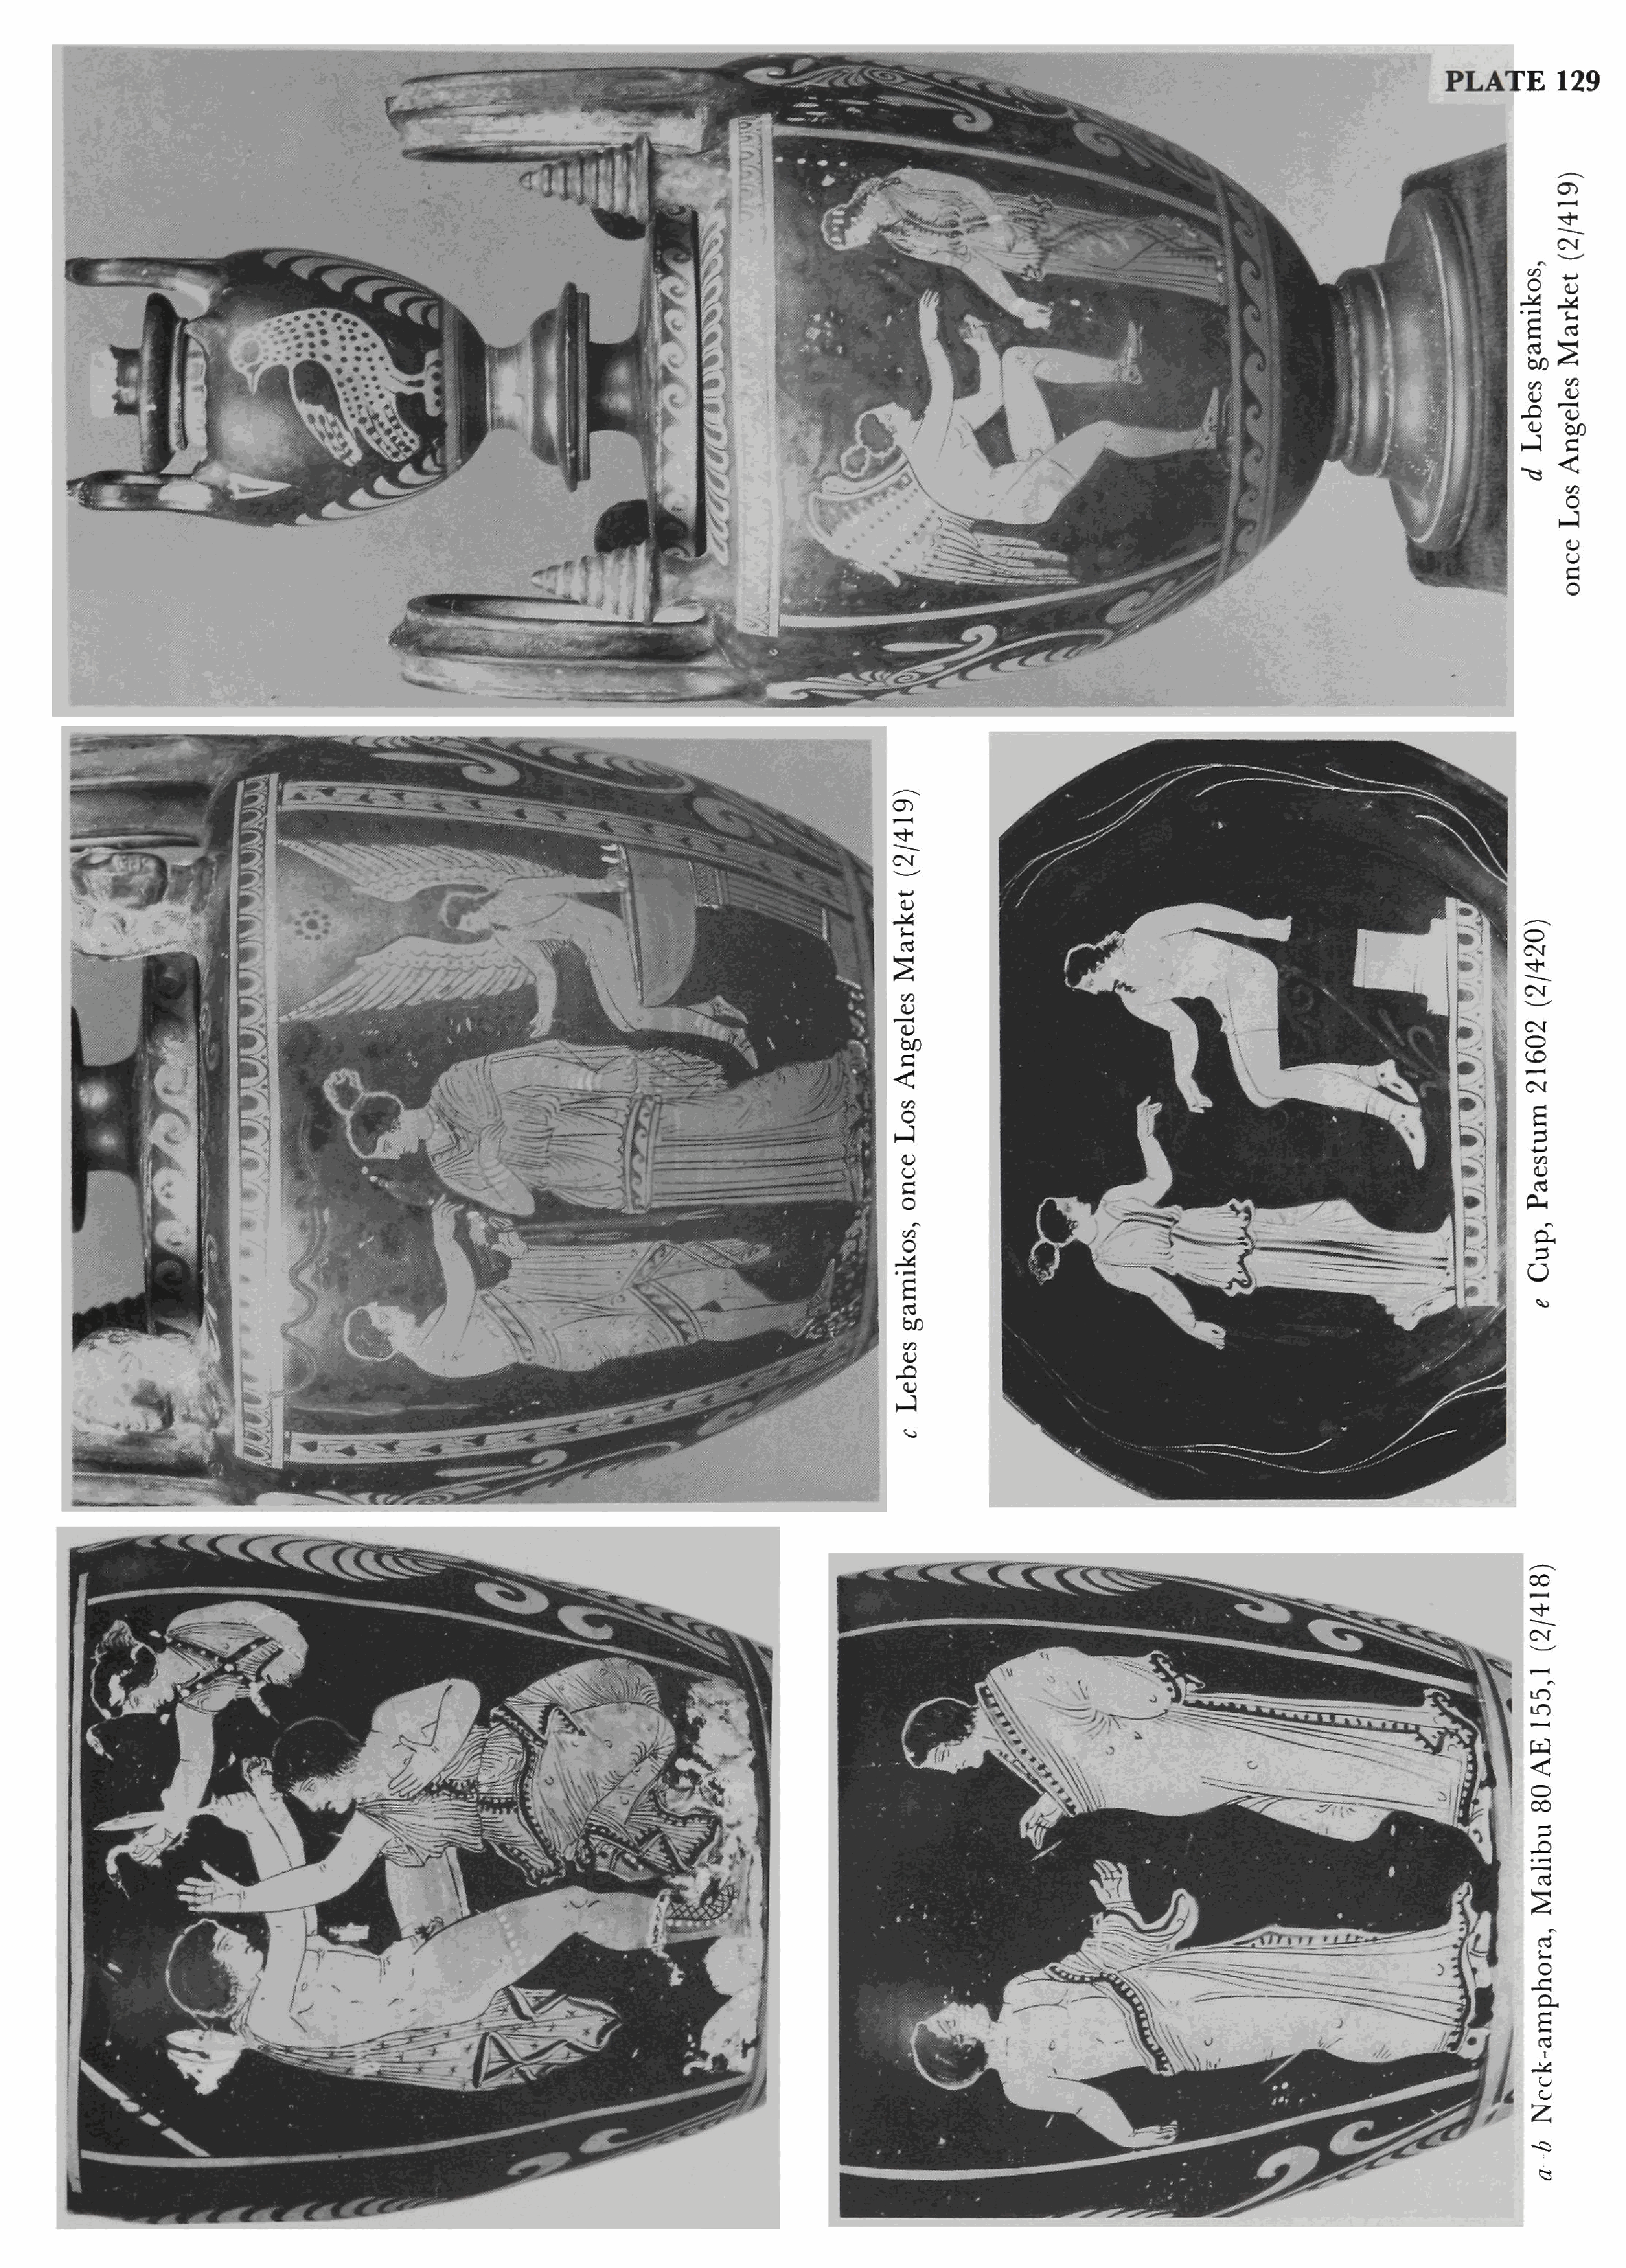 PLATE 129
a–b Neck-amphora, Malibu 80 AE 155,1 (2/418)
c Lebes gamikos, once Los Angeles Market (2/419)
e Cup, Paestum 21602 (2/420)
d Lebes gamikos,
once Los Angeles Market (2/419)